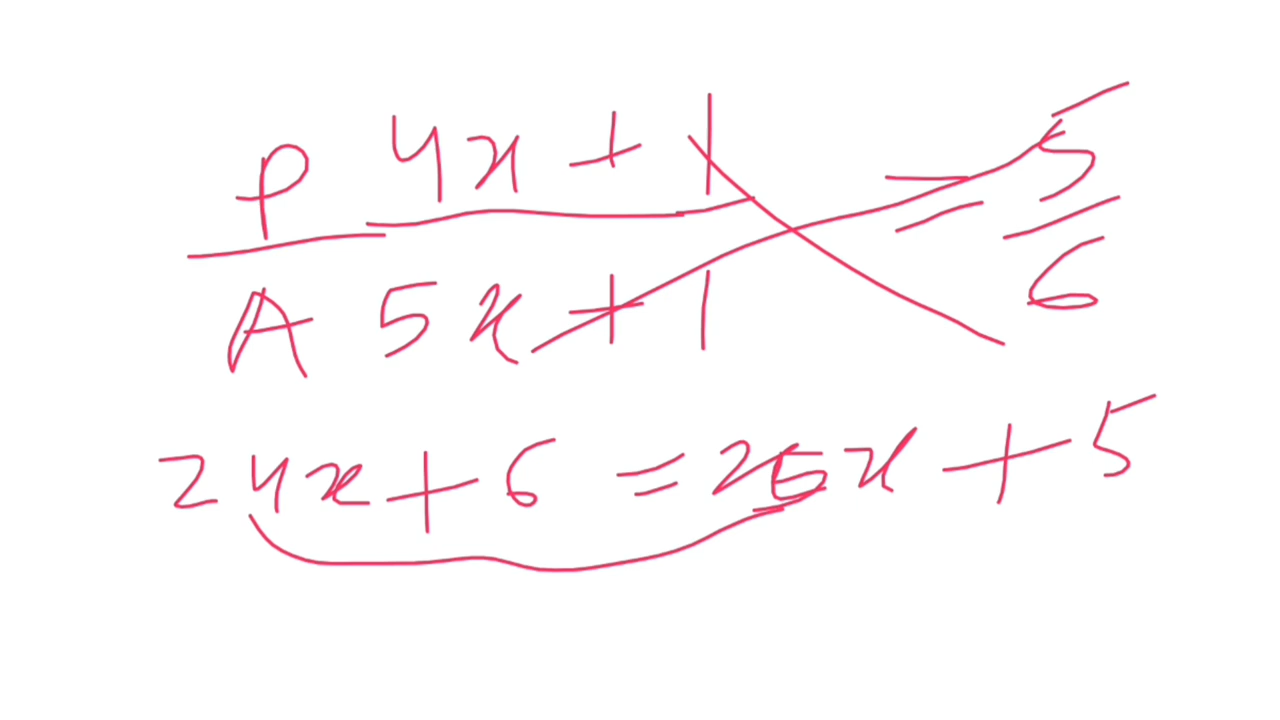 P 4x + 1 = 5
A 5x + 1 6
24x + 6 = 25x + 5